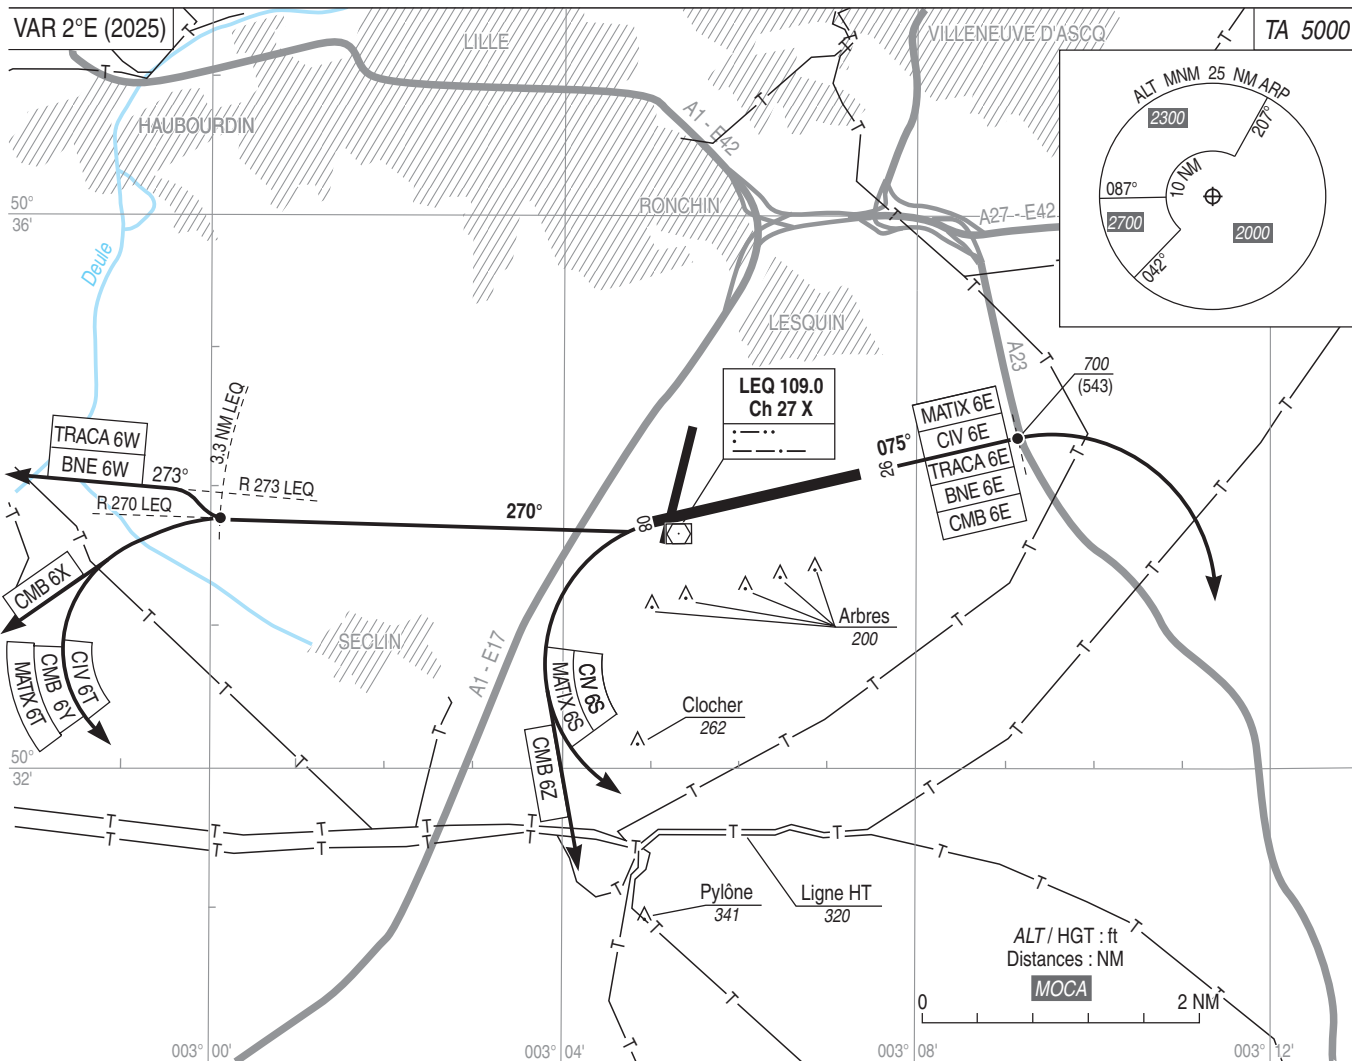 VAR 2°E (2025)
TA 5000
LILLE
VILLENEUVE D'ASCQ
HAUBOURDIN
RONCHIN
LESQUIN
SECLIN
Deule
A1 - E42
A27 - E42
A23
A1 - E17
50°
36'
50°
32'
003° 00'
003° 04'
003° 08'
003° 12'
ALT MNM 25 NM ARP
2300
207°
087°
10 NM
2700
2000
042°
LEQ 109.0
Ch 27 X
TRACA 6W
BNE 6W
273°
3.3 NM LEQ
R 273 LEQ
R 270 LEQ
270°
08
26
075°
MATIX 6E
CIV 6E
TRACA 6E
BNE 6E
CMB 6E
700
(543)
CMB 6X
CIV 6T
CMB 6Y
MATIX 6T
CIV 6S
MATIX 6S
CMB 6Z
Arbres
200
Clocher
262
Pylône
341
Ligne HT
320
ALT / HGT : ft
Distances : NM
MOCA
0
2 NM
T T T T T T T T T T T T T T T T T T T T T T T T T T T T T T T T T T T T T T T T T T T T T T